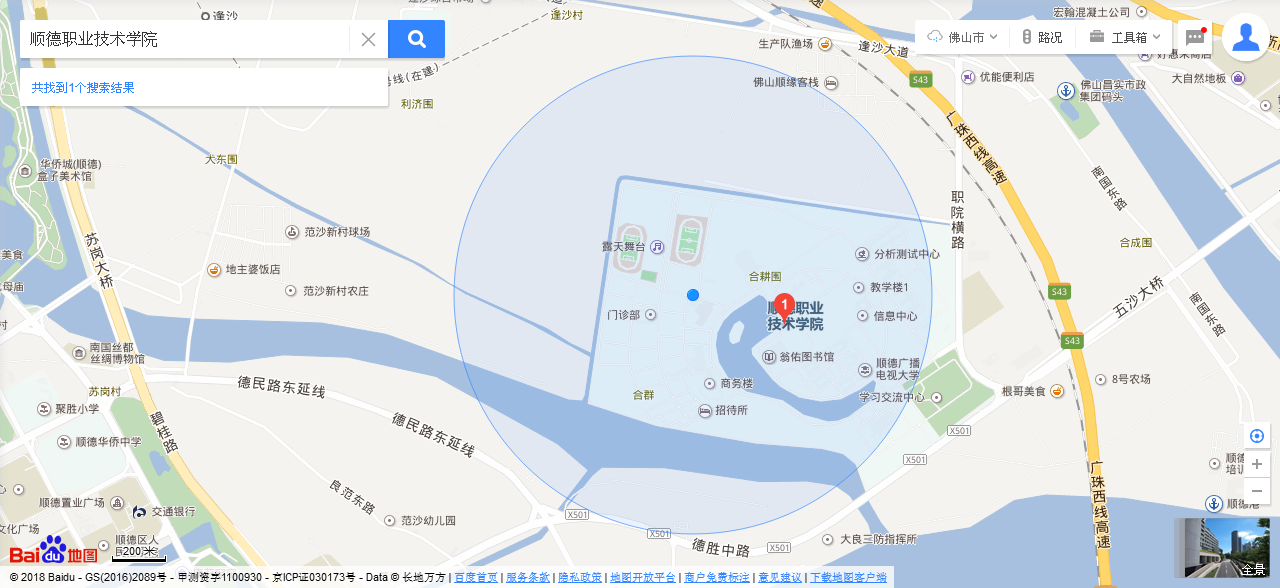 逢沙
逢沙村
宏翰混凝土公司
顺德职业技术学院
佛山市
路况
工具箱
生产队渔场
逢沙大道
共找到1个搜索结果
号线(在建)
利济围
佛山顺缘客栈
S43
优能便利店
大自然地板
佛山昌实市政
集团码头
广珠西线高速
大东围
华侨城(顺德)
盒子美术馆
南国东路
职院横路
范沙新村球场
苏岗大桥
露天舞台
分析测试中心
合成围
美食
地主婆饭店
合耕围
范沙新村农庄
教学楼1
S43
五沙大桥
母庙
1
顺德职业
技术学院
门诊部
信息中心
南国东路
村
S43
南国丝都
丝绸博物馆
翁佑图书馆
顺德广播
电视大学
德民路东延线
商务楼
8号农场
苏岗村
合群
根哥美食
学习交流中心
聚胜小学
招待所
碧桂路
德民路东延线
X501
顺德华侨中学
X501
广珠西线高速
良范东路
顺德置业广场
交通银行
X501
范沙幼儿园
顺德港
文化广场
X501
德胜中路
X501
大良三防指挥所
顺德区人
Bai du 地图
200米
全景
© 2018 Baidu - GS(2016)2089号 - 甲测资字1100930 - 京ICP证030173号 - Data © 长地万方 | 百度首页 | 服务条款 | 隐私政策 | 地图开放平台 | 商户免费标注 | 意见建议 | 下载地图客户端